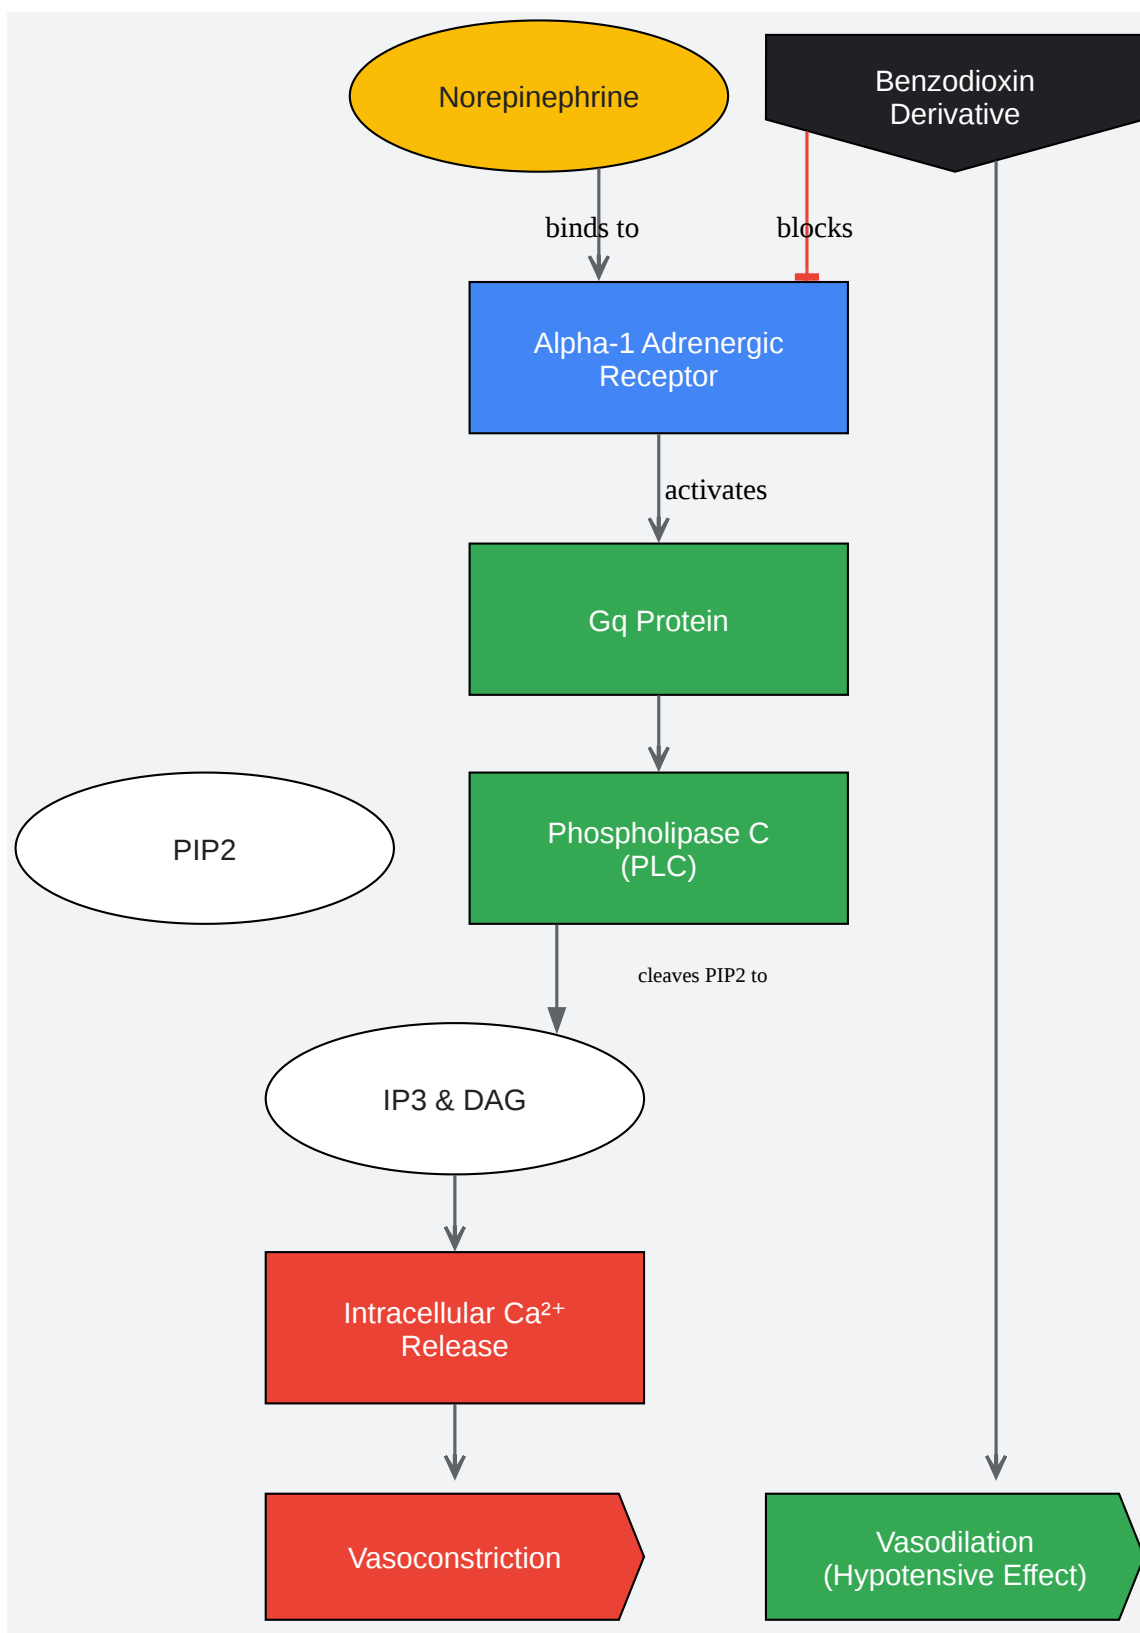 Norepinephrine
Benzodioxin
Derivative
binds to
blocks
Alpha-1 Adrenergic
Receptor
activates
Gq Protein
PIP2
Phospholipase C
(PLC)
cleaves PIP2 to
IP3 & DAG
Intracellular Ca²⁺
Release
Vasoconstriction
Vasodilation
(Hypotensive Effect)